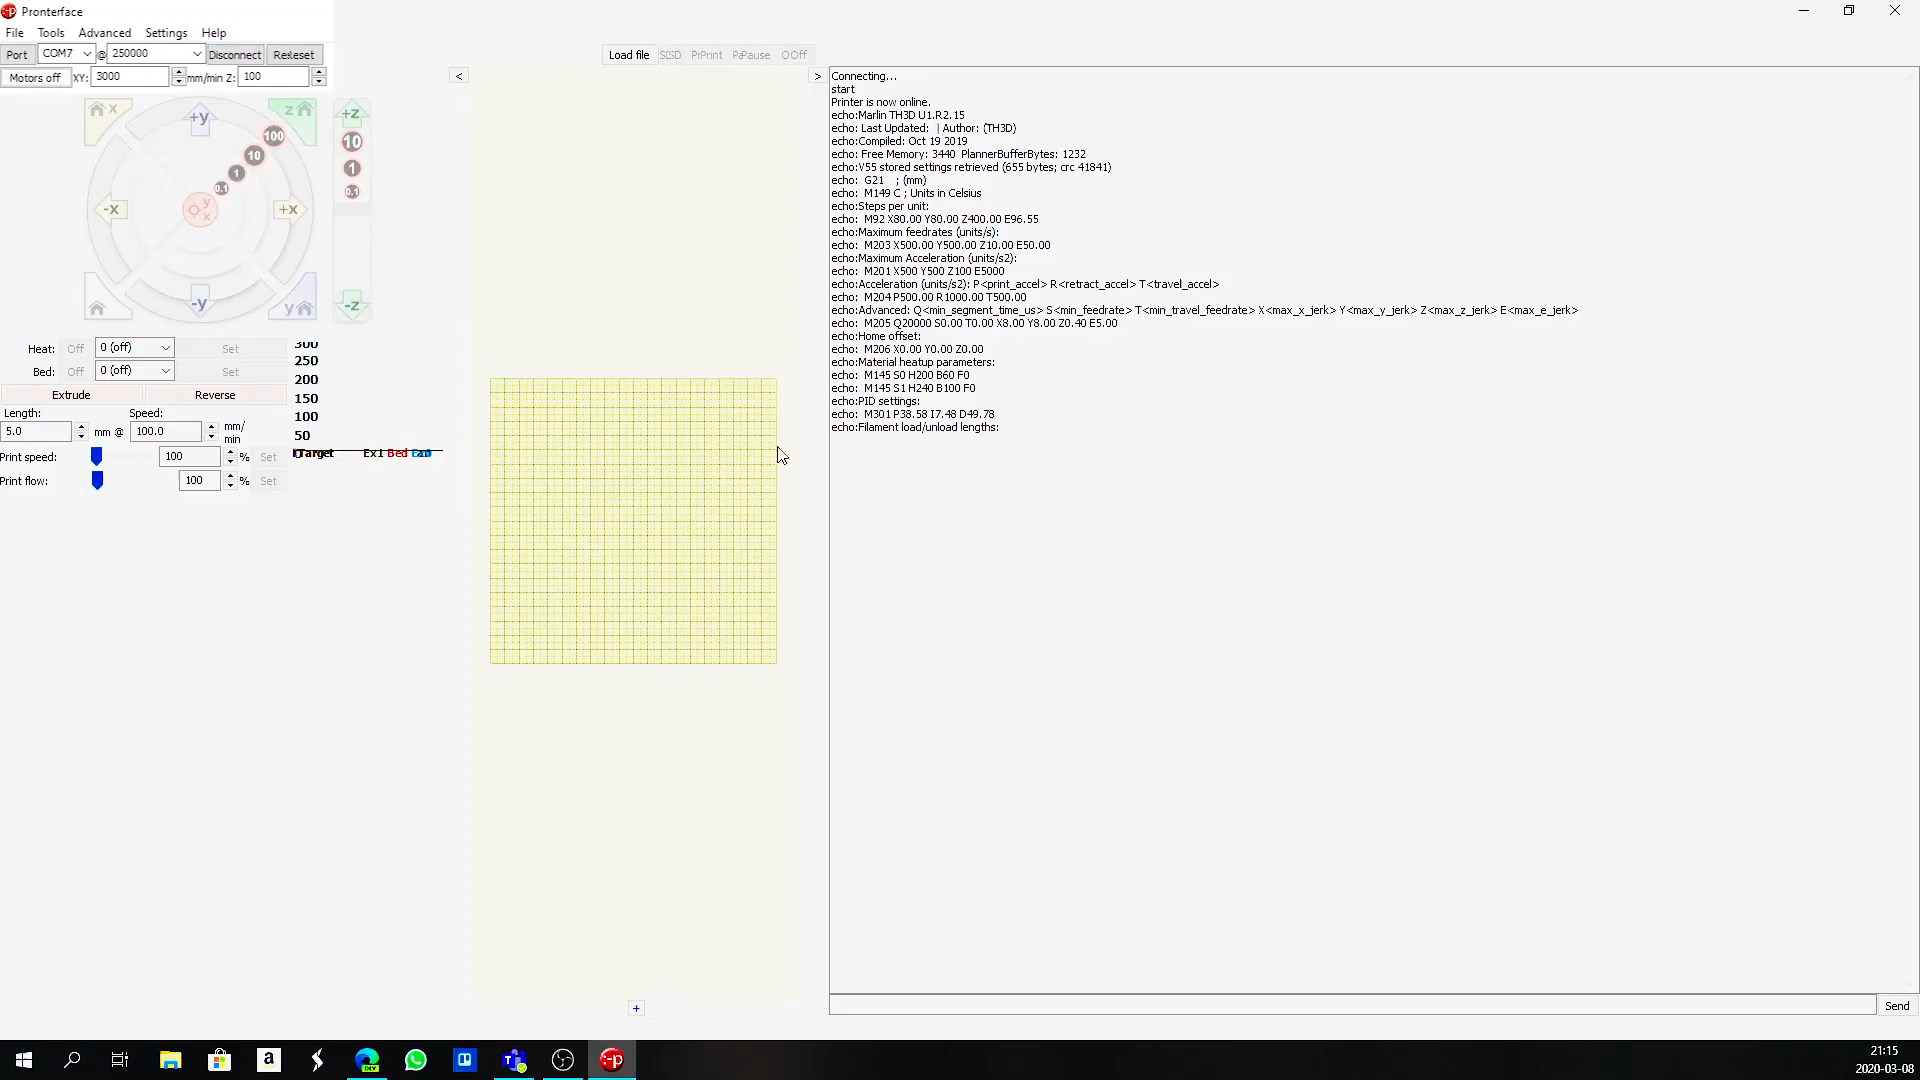 Pronterface
File Tools Advanced Settings Help
Port COM7 @ 250000 Disconnect Reset
Motors off XY: 3000 mm/min Z: 100
Load file SD Print Pause Off
< >
x z
+y
100
10
1
0.1
-x y x +x
-y
y
+z
10
1
0.1
-z
Heat: Off 0 (off) Set
Bed: Off 0 (off) Set
Extrude Reverse
Length: Speed:
5.0 mm @ 100.0 mm/
min
Print speed: 100 % Set
Print flow: 100 % Set
300
250
200
150
100
50
Target Ex1 Bed Ex0
+
Connecting...
start
Printer is now online.
echo:Marlin TH3D U1.R2.15
echo: Last Updated: | Author: (TH3D)
echo:Compiled: Oct 19 2019
echo: Free Memory: 3440 PlannerBufferBytes: 1232
echo:V55 stored settings retrieved (655 bytes; crc 41841)
echo: G21 ; (mm)
echo: M149 C ; Units in Celsius
echo:Steps per unit:
echo: M92 X80.00 Y80.00 Z400.00 E96.55
echo:Maximum feedrates (units/s):
echo: M203 X500.00 Y500.00 Z10.00 E50.00
echo:Maximum Acceleration (units/s2):
echo: M201 X500 Y500 Z100 E5000
echo:Acceleration (units/s2): P<print_accel> R<retract_accel> T<travel_accel>
echo: M204 P500.00 R1000.00 T500.00
echo:Advanced: Q<min_segment_time_us> S<min_feedrate> T<min_travel_feedrate> X<max_x_jerk> Y<max_y_jerk> Z<max_z_jerk> E<max_e_jerk>
echo: M205 Q20000 S0.00 T0.00 X8.00 Y8.00 Z0.40 E5.00
echo:Home offset:
echo: M206 X0.00 Y0.00 Z0.00
echo:Material heatup parameters:
echo: M145 S0 H200 B60 F0
echo: M145 S1 H240 B100 F0
echo:PID settings:
echo: M301 P38.58 I7.48 D49.78
echo:Filament load/unload lengths:
Send
21:15
2020-03-08